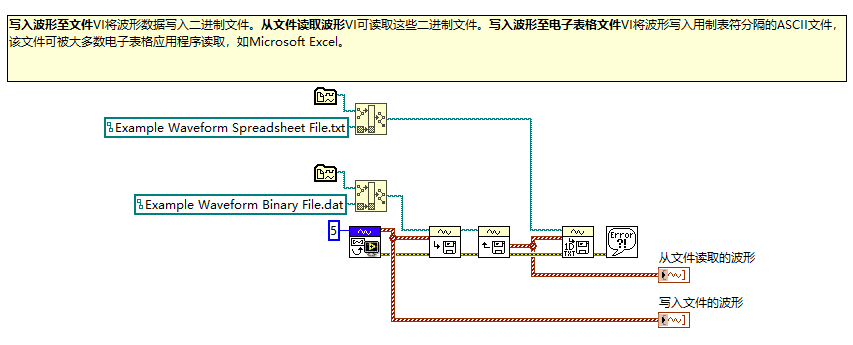 写入波形至文件VI将波形数据写入二进制文件。从文件读取波形VI可读取这些二进制文件。写入波形至电子表格文件VI将波形写入用制表符分隔的ASCII文件，
该文件可被大多数电子表格应用程序读取，如Microsoft Excel。
Example Waveform Spreadsheet File.txt
Example Waveform Binary File.dat
5
1D
TXT
Error
?!
从文件读取的波形
写入文件的波形